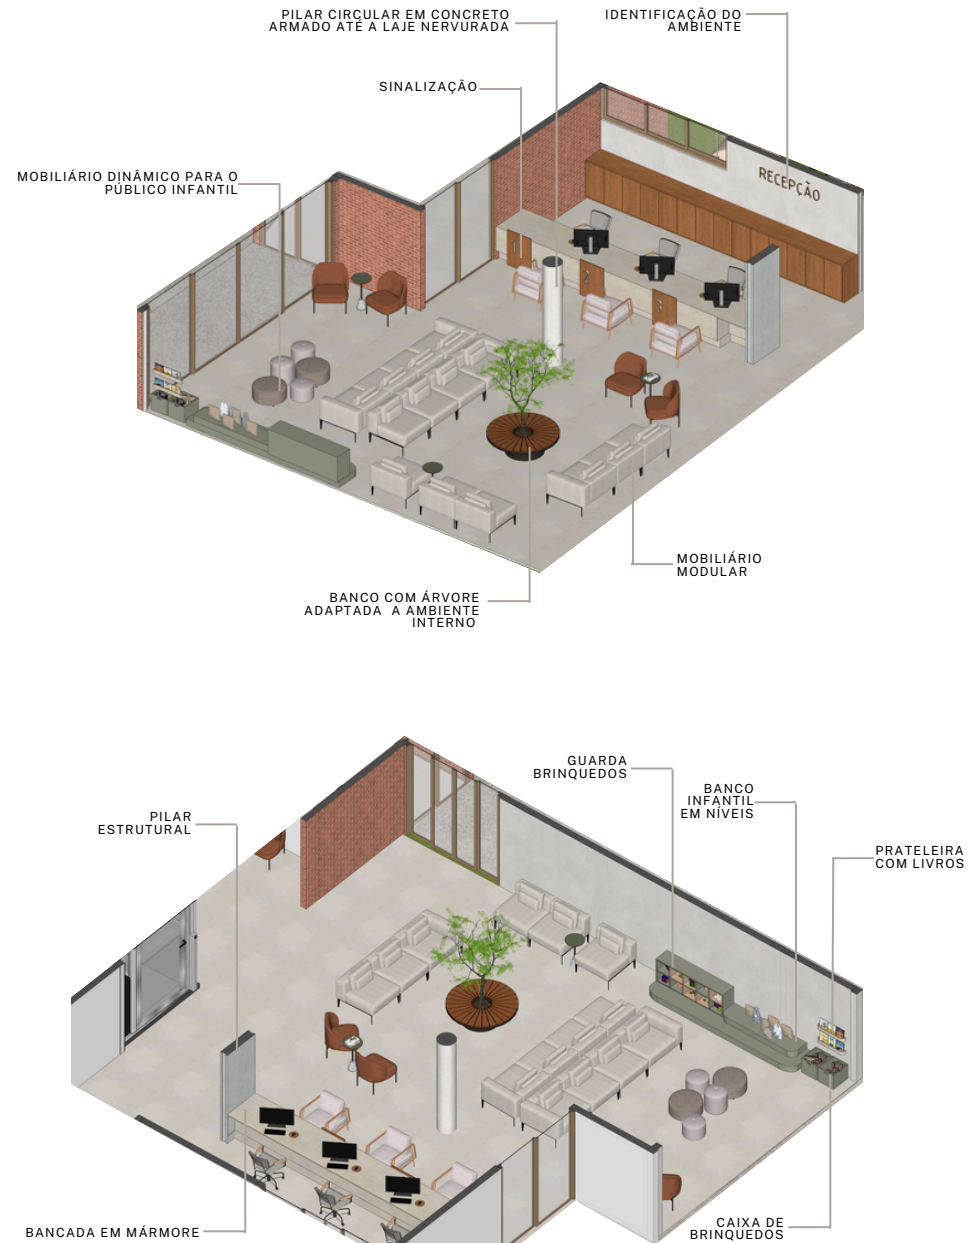 PILAR CIRCULAR EM CONCRETO
ARMADO ATÉ A LAJE NERVURADA
IDENTIFICAÇÃO DO
AMBIENTE
SINALIZAÇÃO
MOBILIÁRIO DINÂMICO PARA O
PÚBLICO INFANTIL
RECEPÇÃO
MOBILIÁRIO
MODULAR
BANCO COM ÁRVORE
ADAPTADA A AMBIENTE
INTERNO
GUARDA
BRINQUEDOS
BANCO
INFANTIL
EM NÍVEIS
PILAR
ESTRUTURAL
PRATELEIRA
COM LIVROS
BANCADA EM MÁRMORE
CAIXA DE
BRINQUEDOS